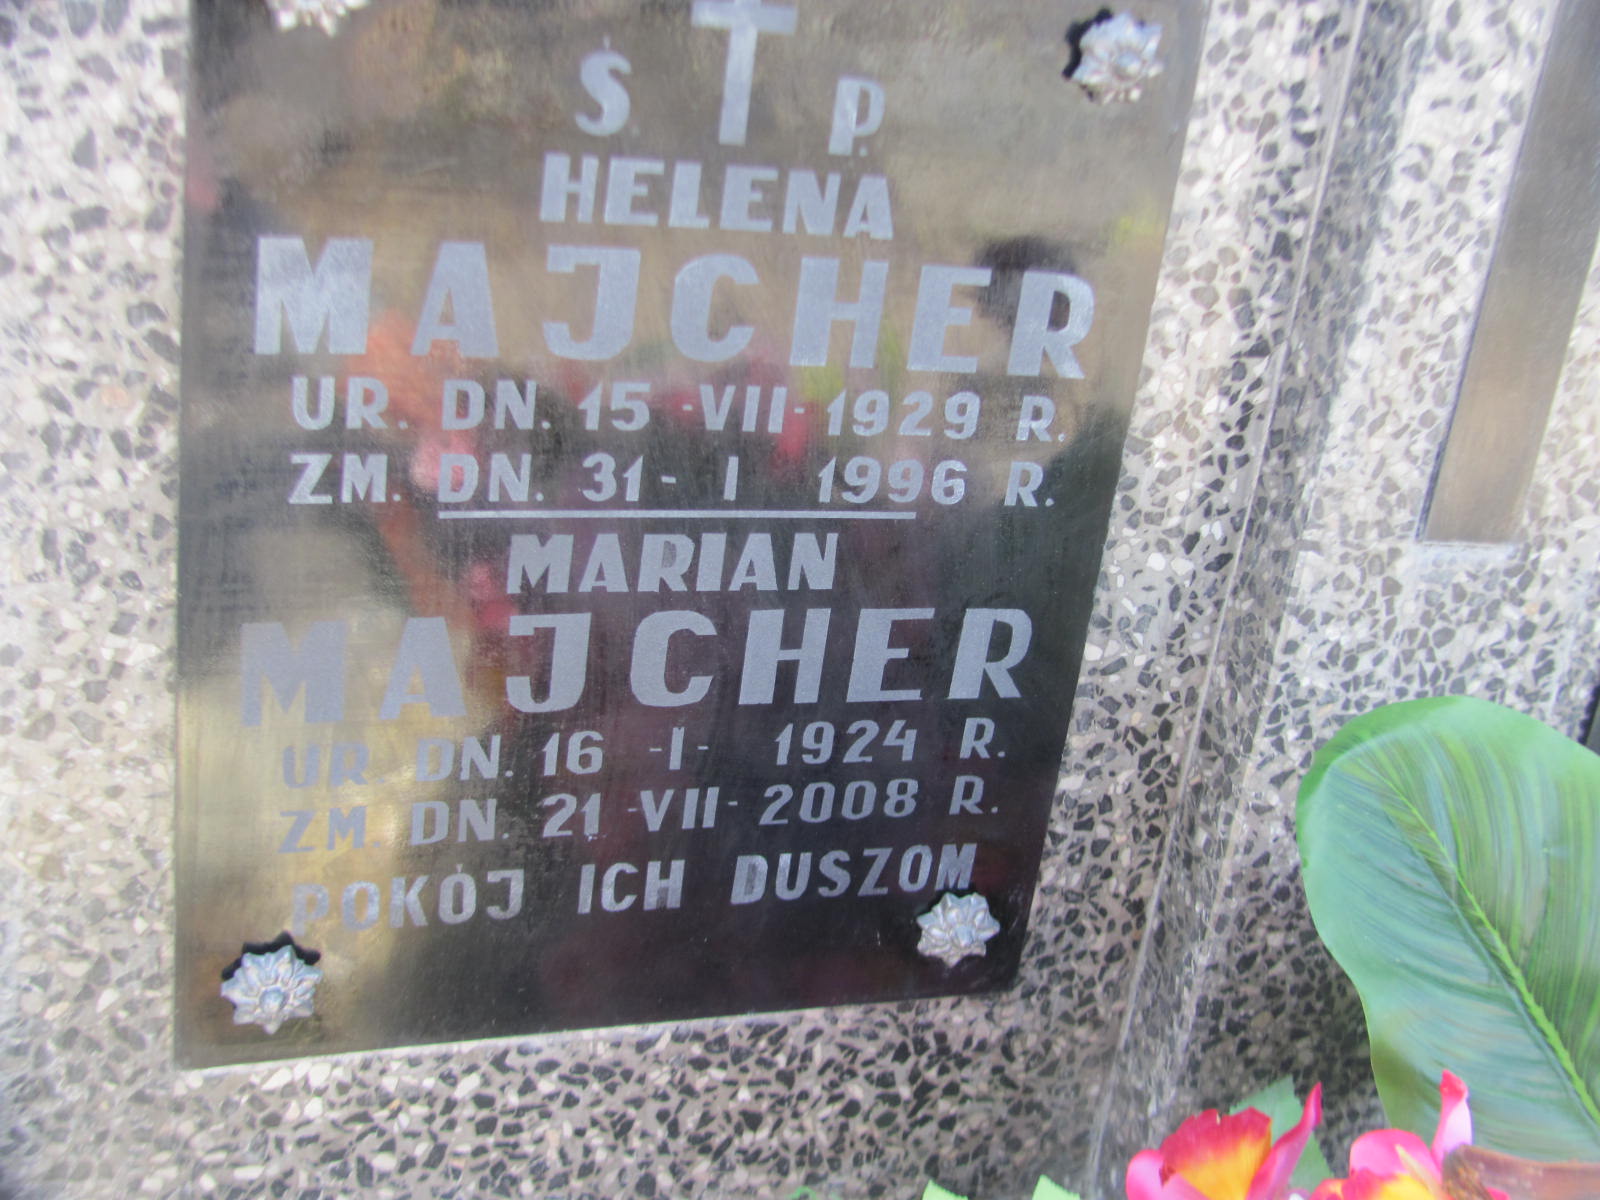 Ś. P.
HELENA
MAJCHER
UR. DN. 15 -VII- 1929 R.
ZM. DN. 31 - I 1996 R.
MARIAN
MAJCHER
UR. DN. 16 -I- 1924 R.
ZM. DN. 21 -VII- 2008 R.
POKÓJ ICH DUSZOM